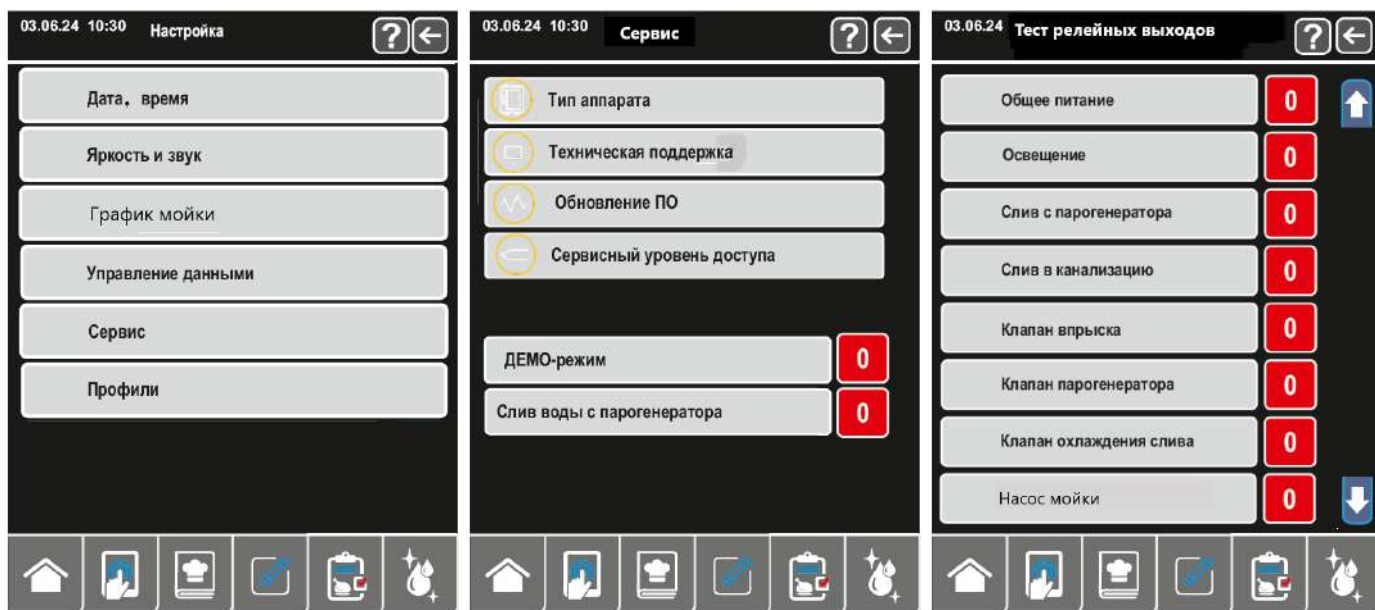 03.06.24 10:30 Настройка ?
Дата, время
Яркость и звук
График мойки
Управление данными
Сервис
Профили
03.06.24 10:30 Сервис ?
Тип аппарата
Техническая поддержка
Обновление ПО
Сервисный уровень доступа
ДЕМО-режим 0
Слив воды с парогенератора 0
03.06.24 Тест релейных выходов ?
Общее питание 0
Освещение 0
Слив с парогенератора 0
Слив в канализацию 0
Клапан впрыска 0
Клапан парогенератора 0
Клапан охлаждения слива 0
Насос мойки 0